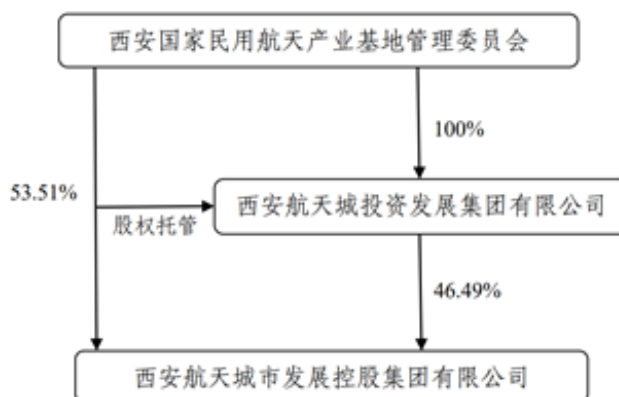 西安国家民用航天产业基地管理委员会
100%
53.51%
西安航天城投资发展集团有限公司
股权托管
46.49%
西安航天城市发展控股集团有限公司